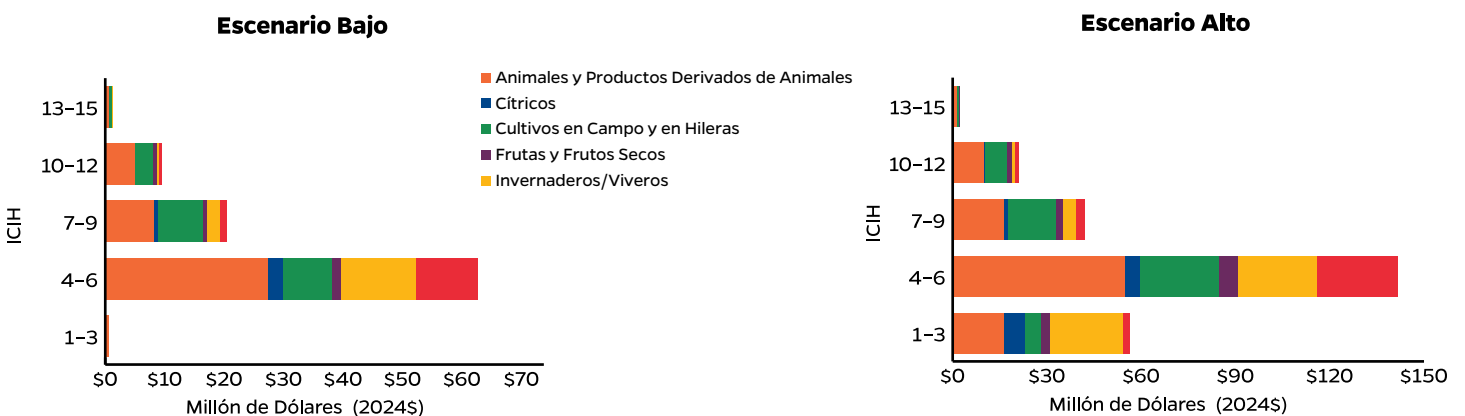 Escenario Bajo
13–15
10–12
7–9
4–6
1–3
ICIH
$0 $10 $20 $30 $40 $50 $60 $70
Millón de Dólares (2024$)
Animales y Productos Derivados de Animales
Cítricos
Cultivos en Campo y en Hileras
Frutas y Frutos Secos
Invernaderos/Viveros
Escenario Alto
13–15
10–12
7–9
4–6
1–3
ICIH
$0 $30 $60 $90 $120 $150
Millón de Dólares (2024$)